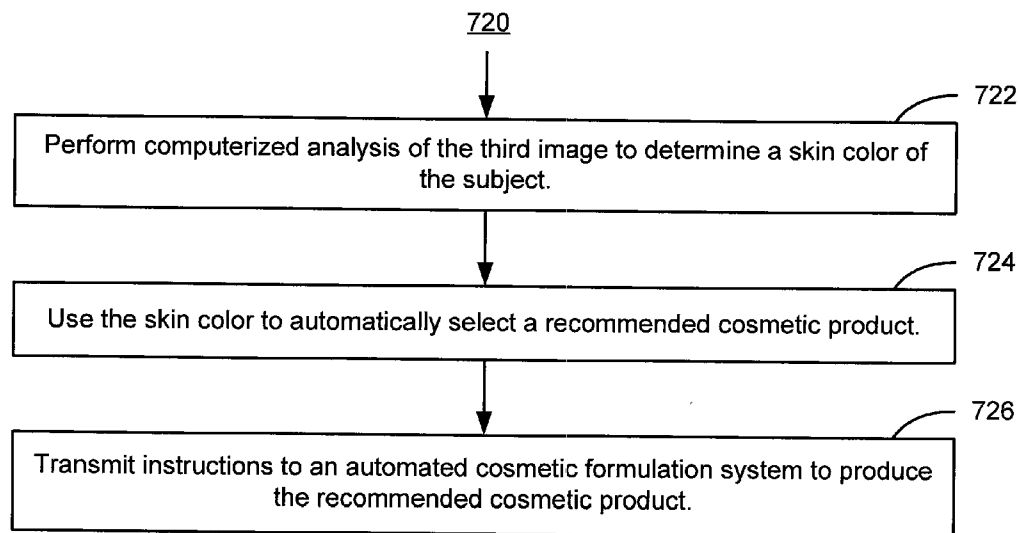 720
722
Perform computerized analysis of the third image to determine a skin color of
the subject.
724
Use the skin color to automatically select a recommended cosmetic product.
726
Transmit instructions to an automated cosmetic formulation system to produce
the recommended cosmetic product.